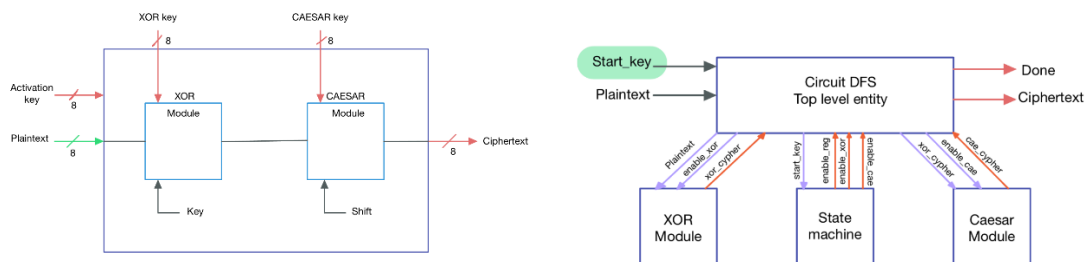 XOR key
8
CAESAR key
8
Activation
key
8
XOR
Module
CAESAR
Module
Plaintext
8
Ciphertext
8
Key
Shift
Start_key
Plaintext
Circuit DFS
Top level entity
Done
Ciphertext
Plaintext
enable_xor
xor_cypher
start_key
enable_reg
enable_xor
enable_cae
xor_cypher
enable_cae
cae_cypher
XOR
Module
State
machine
Caesar
Module